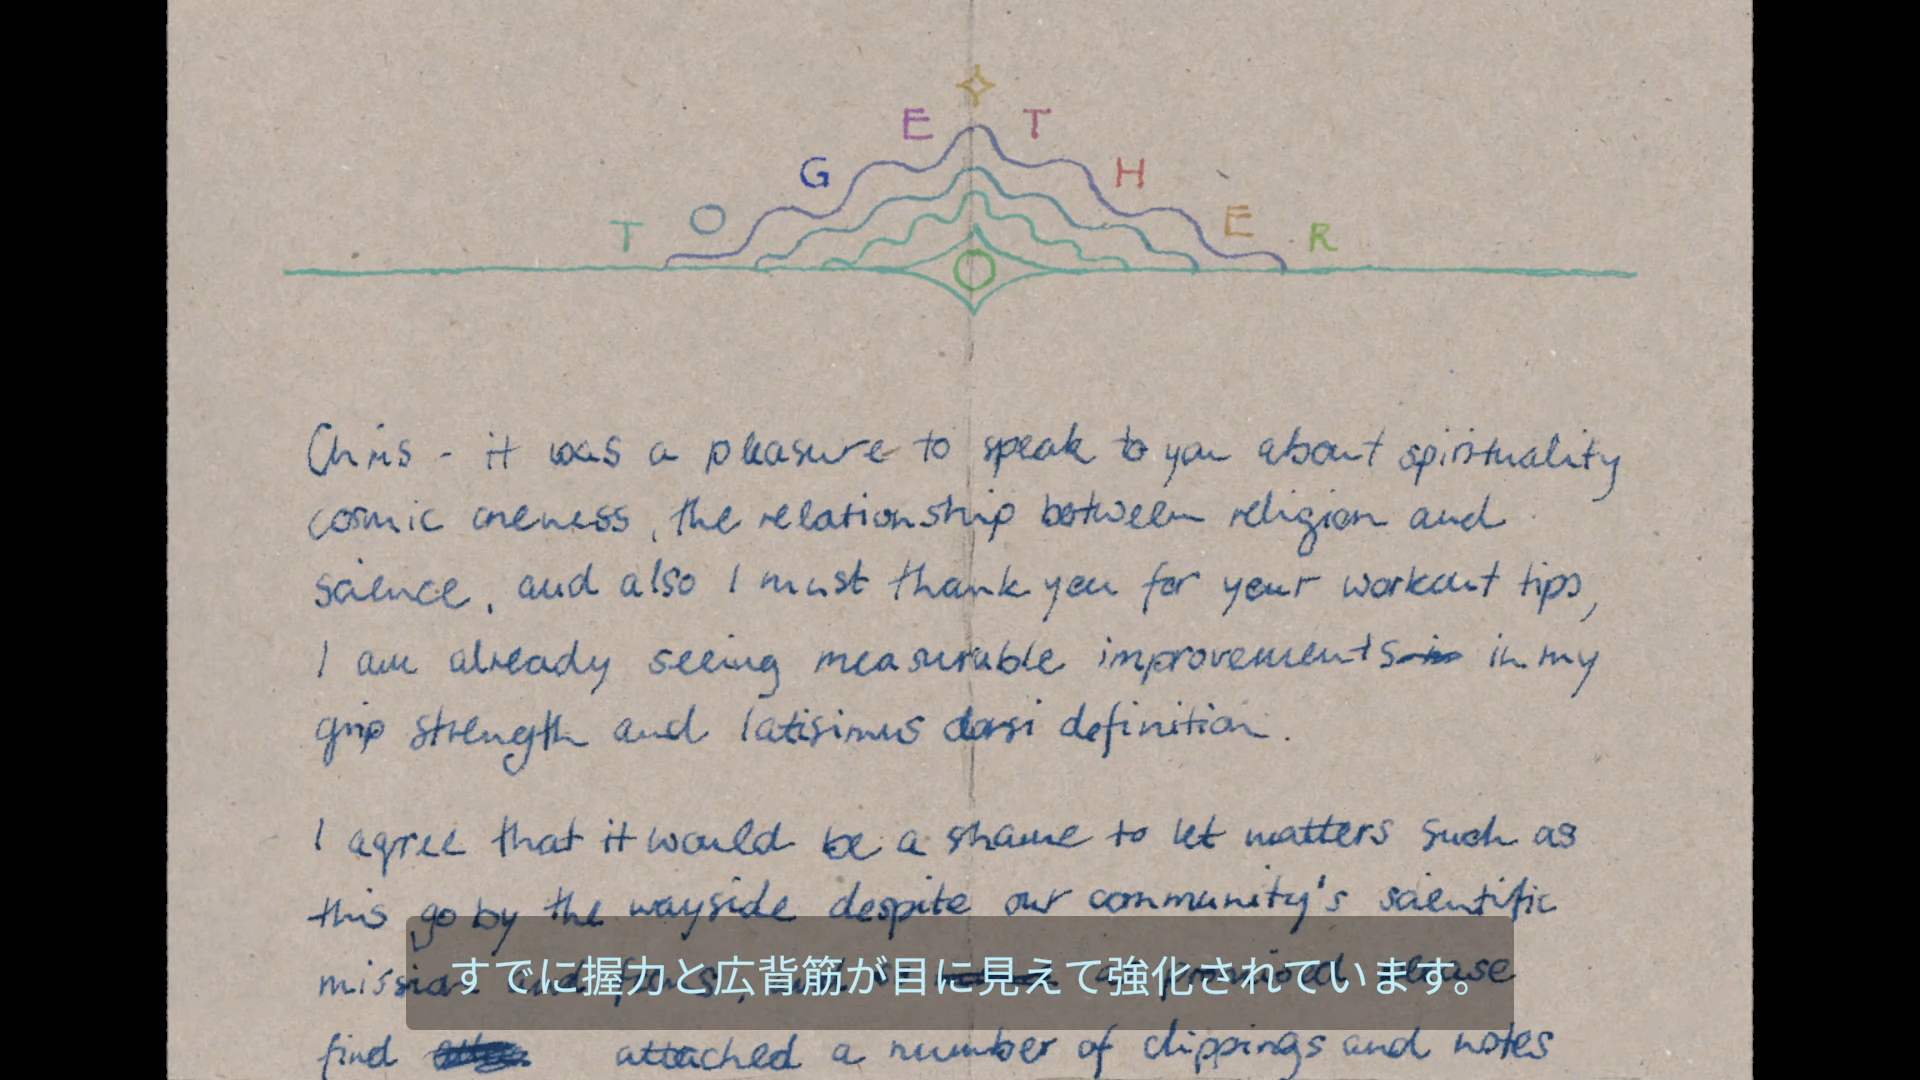 TOGETHER
Chris - it was a pleasure to speak to you about spirituality
cosmic oneness, the relationship between religion and
science, and also I must thank you for your workout tips,
I am already seeing measurable improvements in my
grip strength and latisimus dorsi definition.
I agree that it would be a shame to let matters such as
this go by the wayside despite our community's scientific
mission
please
すでに握力と広背筋が目に見えて強化されています。
find attached a number of clippings and notes